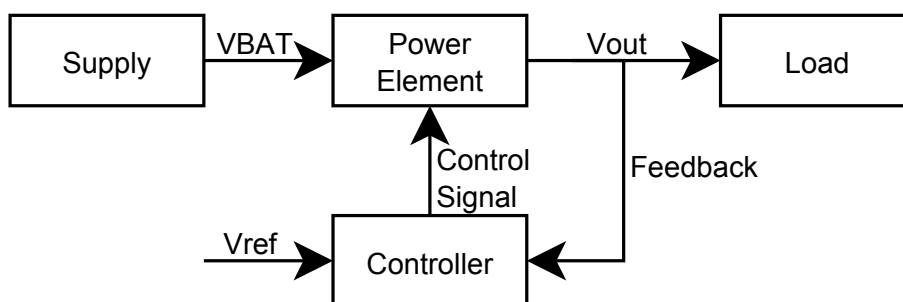 Supply
VBAT
Power
Element
Vout
Load
Control
Signal
Feedback
Vref
Controller